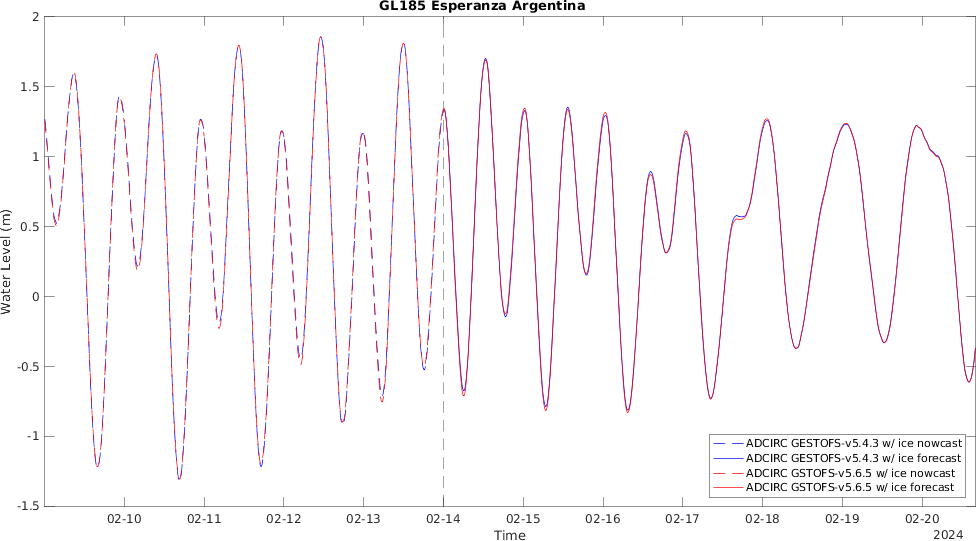 GL185 Esperanza Argentina
2
1.5
1
0.5
0
-0.5
-1
-1.5
Water Level (m)
ADCIRC GESTOFS-v5.4.3 w/ ice nowcast
ADCIRC GESTOFS-v5.4.3 w/ ice forecast
ADCIRC GSTOFS-v5.6.5 w/ ice nowcast
ADCIRC GSTOFS-v5.6.5 w/ ice forecast
02-10 02-11 02-12 02-13 02-14 02-15 02-16 02-17 02-18 02-19 02-20
Time
2024